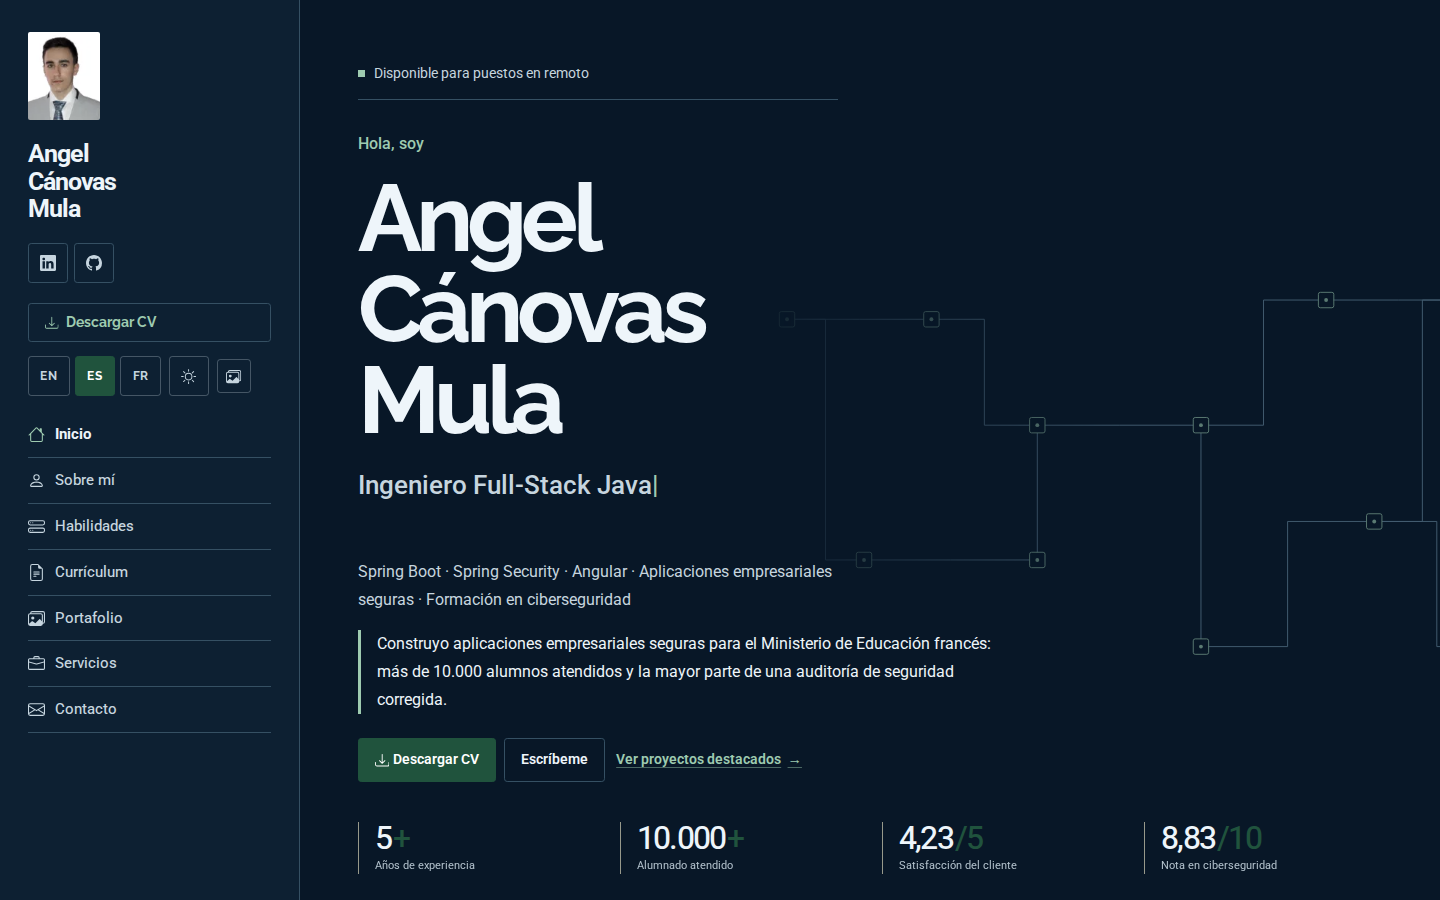 Angel
Cánovas
Mula
Descargar CV
EN
ES
FR
Inicio
Sobre mí
Habilidades
Currículum
Portafolio
Servicios
Contacto
Disponible para puestos en remoto
Hola, soy
Angel
Cánovas
Mula
Ingeniero Full-Stack Java|
Spring Boot · Spring Security · Angular · Aplicaciones empresariales
seguras · Formación en ciberseguridad
Construyo aplicaciones empresariales seguras para el Ministerio de Educación francés:
más de 10.000 alumnos atendidos y la mayor parte de una auditoría de seguridad
corregida.
Descargar CV
Escríbeme
Ver proyectos destacados →
5+
Años de experiencia
10.000+
Alumnado atendido
4,23/5
Satisfacción del cliente
8,83/10
Nota en ciberseguridad